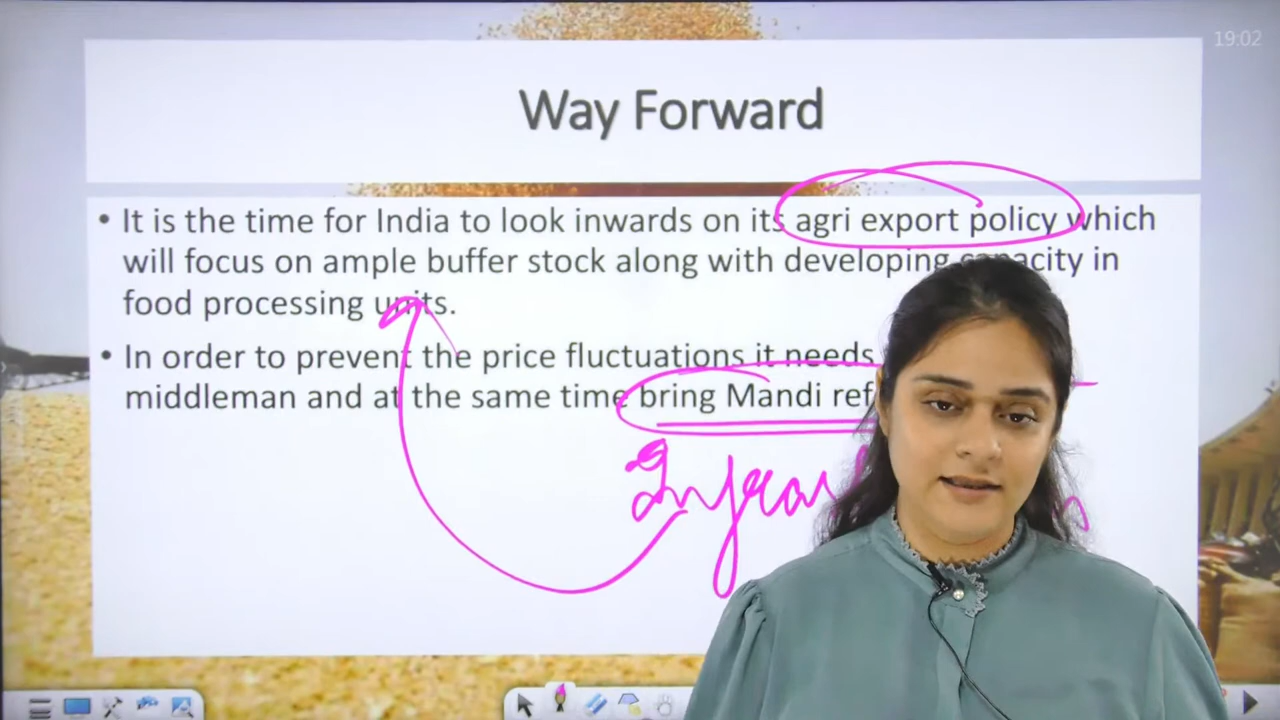 19:02
Way Forward
• It is the time for India to look inwards on its agri export policy which
will focus on ample buffer stock along with developing capacity in
food processing units.
• In order to prevent the price fluctuations it needs
middleman and at the same time bring Mandi